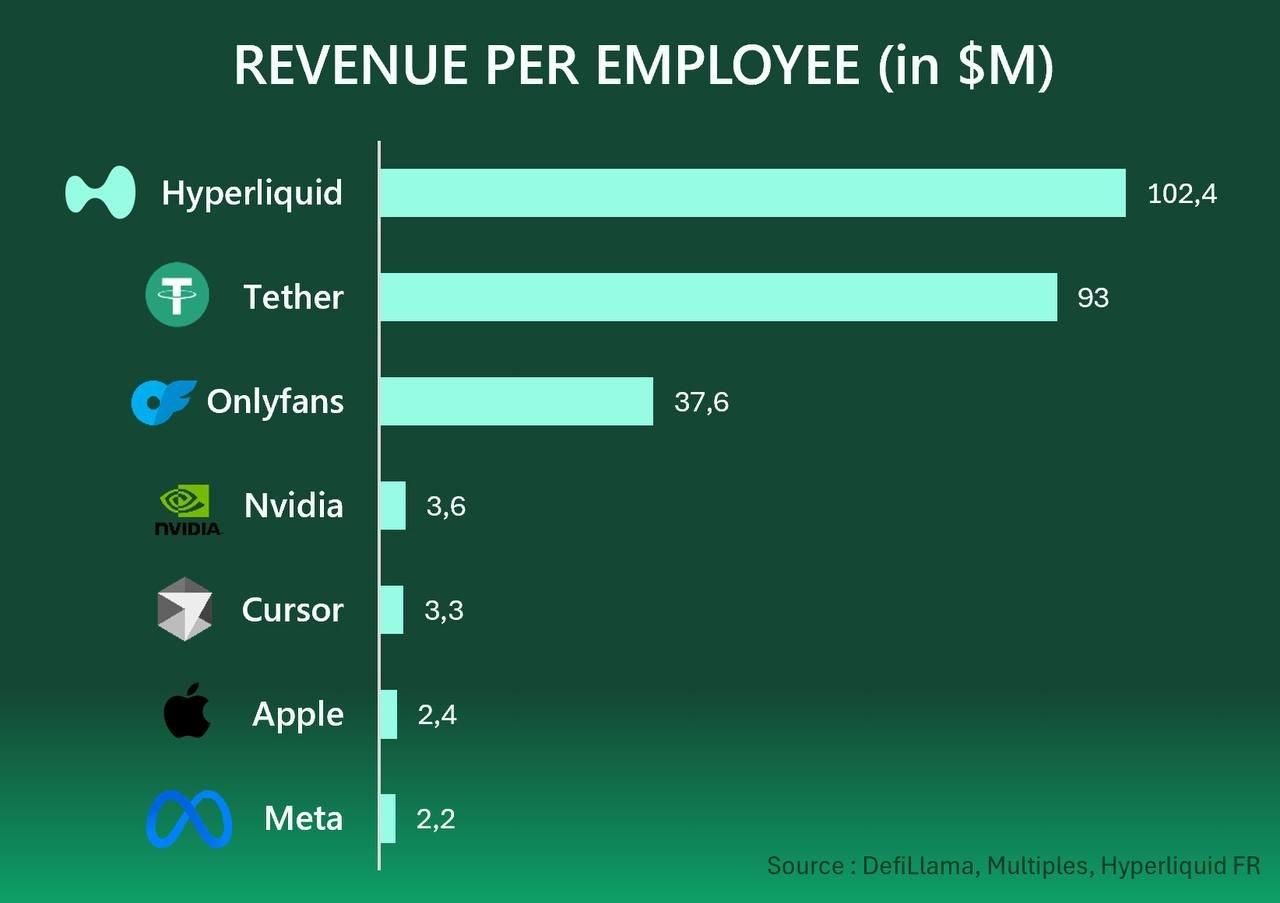 REVENUE PER EMPLOYEE (in $M)
Hyperliquid 102,4
Tether 93
Onlyfans 37,6
NVIDIA Nvidia 3,6
Cursor 3,3
Apple 2,4
Meta 2,2
Source : DefiLlama, Multiples, Hyperliquid FR